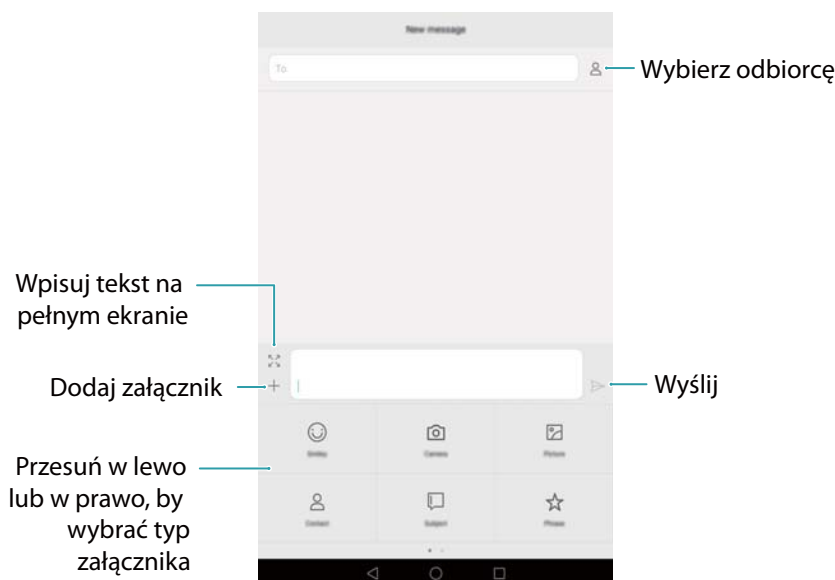 New message
To
Wybierz odbiorcę
Wpisuj tekst na
pełnym ekranie
Dodaj załącznik
Wyślij
Smiley
Camera
Picture
Przesuń w lewo
lub w prawo, by
wybrać typ
załącznika
Contact
Subject
Phrase